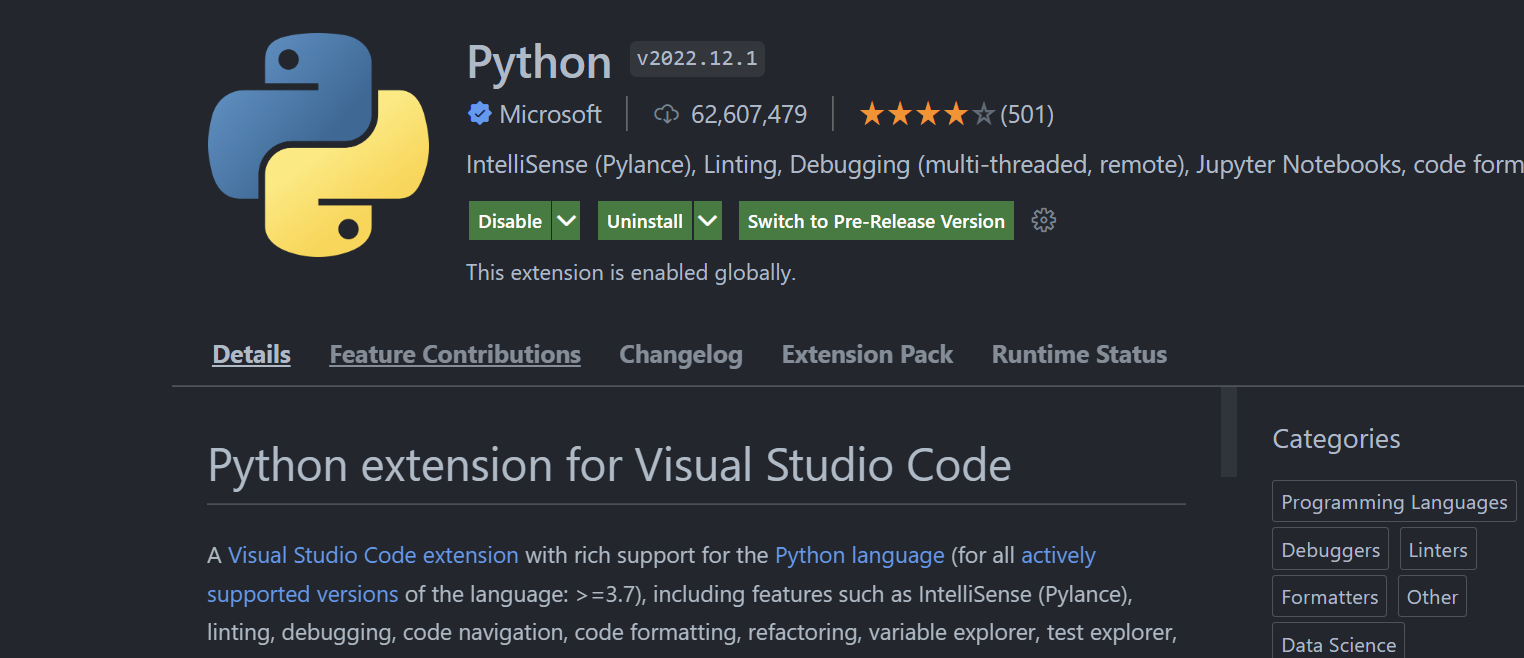 Python v2022.12.1
Microsoft 62,607,479 (501)
IntelliSense (Pylance), Linting, Debugging (multi-threaded, remote), Jupyter Notebooks, code form
Disable Uninstall Switch to Pre-Release Version
This extension is enabled globally.
Details Feature Contributions Changelog Extension Pack Runtime Status
Python extension for Visual Studio Code
A Visual Studio Code extension with rich support for the Python language (for all actively
supported versions of the language: >=3.7), including features such as IntelliSense (Pylance),
linting, debugging, code navigation, code formatting, refactoring, variable explorer, test explorer,
Categories
Programming Languages
Debuggers Linters
Formatters Other
Data Science